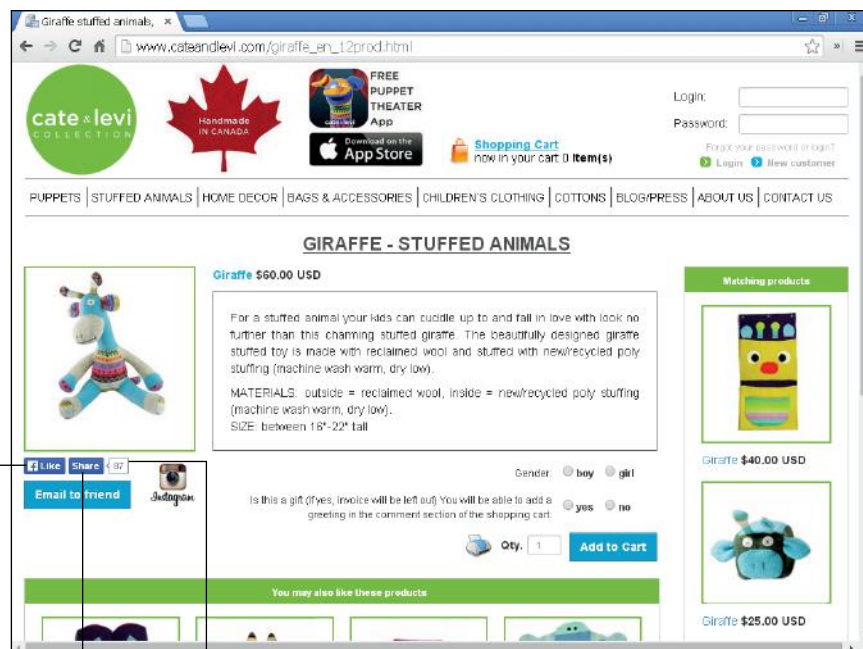 Giraffe stuffed animals,
www.cateandlevi.com/giraffe_en_12prod.html
cate & levi
COLLECTION
Handmade
IN CANADA
FREE
PUPPET
THEATER
App
cate&levi
Download on the
App Store
Shopping Cart
now in your cart 0 Item(s)
Login:
Password:
Forgot your password or login?
Login New customer
PUPPETS | STUFFED ANIMALS | HOME DECOR | BAGS & ACCESSORIES | CHILDREN'S CLOTHING | COTTONS | BLOG/PRESS | ABOUT US | CONTACT US
GIRAFFE - STUFFED ANIMALS
Giraffe $60.00 USD
For a stuffed animal your kids can cuddle up to and fall in love with look no
further than this charming stuffed giraffe. The beautifully designed giraffe
stuffed toy is made with reclaimed wool and stuffed with new/recycled poly
stuffing (machine wash warm, dry low).
MATERIALS: outside = reclaimed wool, inside = new/recycled poly stuffing
(machine wash warm, dry low).
SIZE: between 16"-22" tall
Like Share 87
Email to friend
Instagram
Gender: boy girl
Is this a gift (if yes, invoice will be left out) You will be able to add a
greeting in the comment section of the shopping cart: yes no
Qty. 1 Add to Cart
You may also like these products
Matching products
Giraffe $40.00 USD
Giraffe $25.00 USD